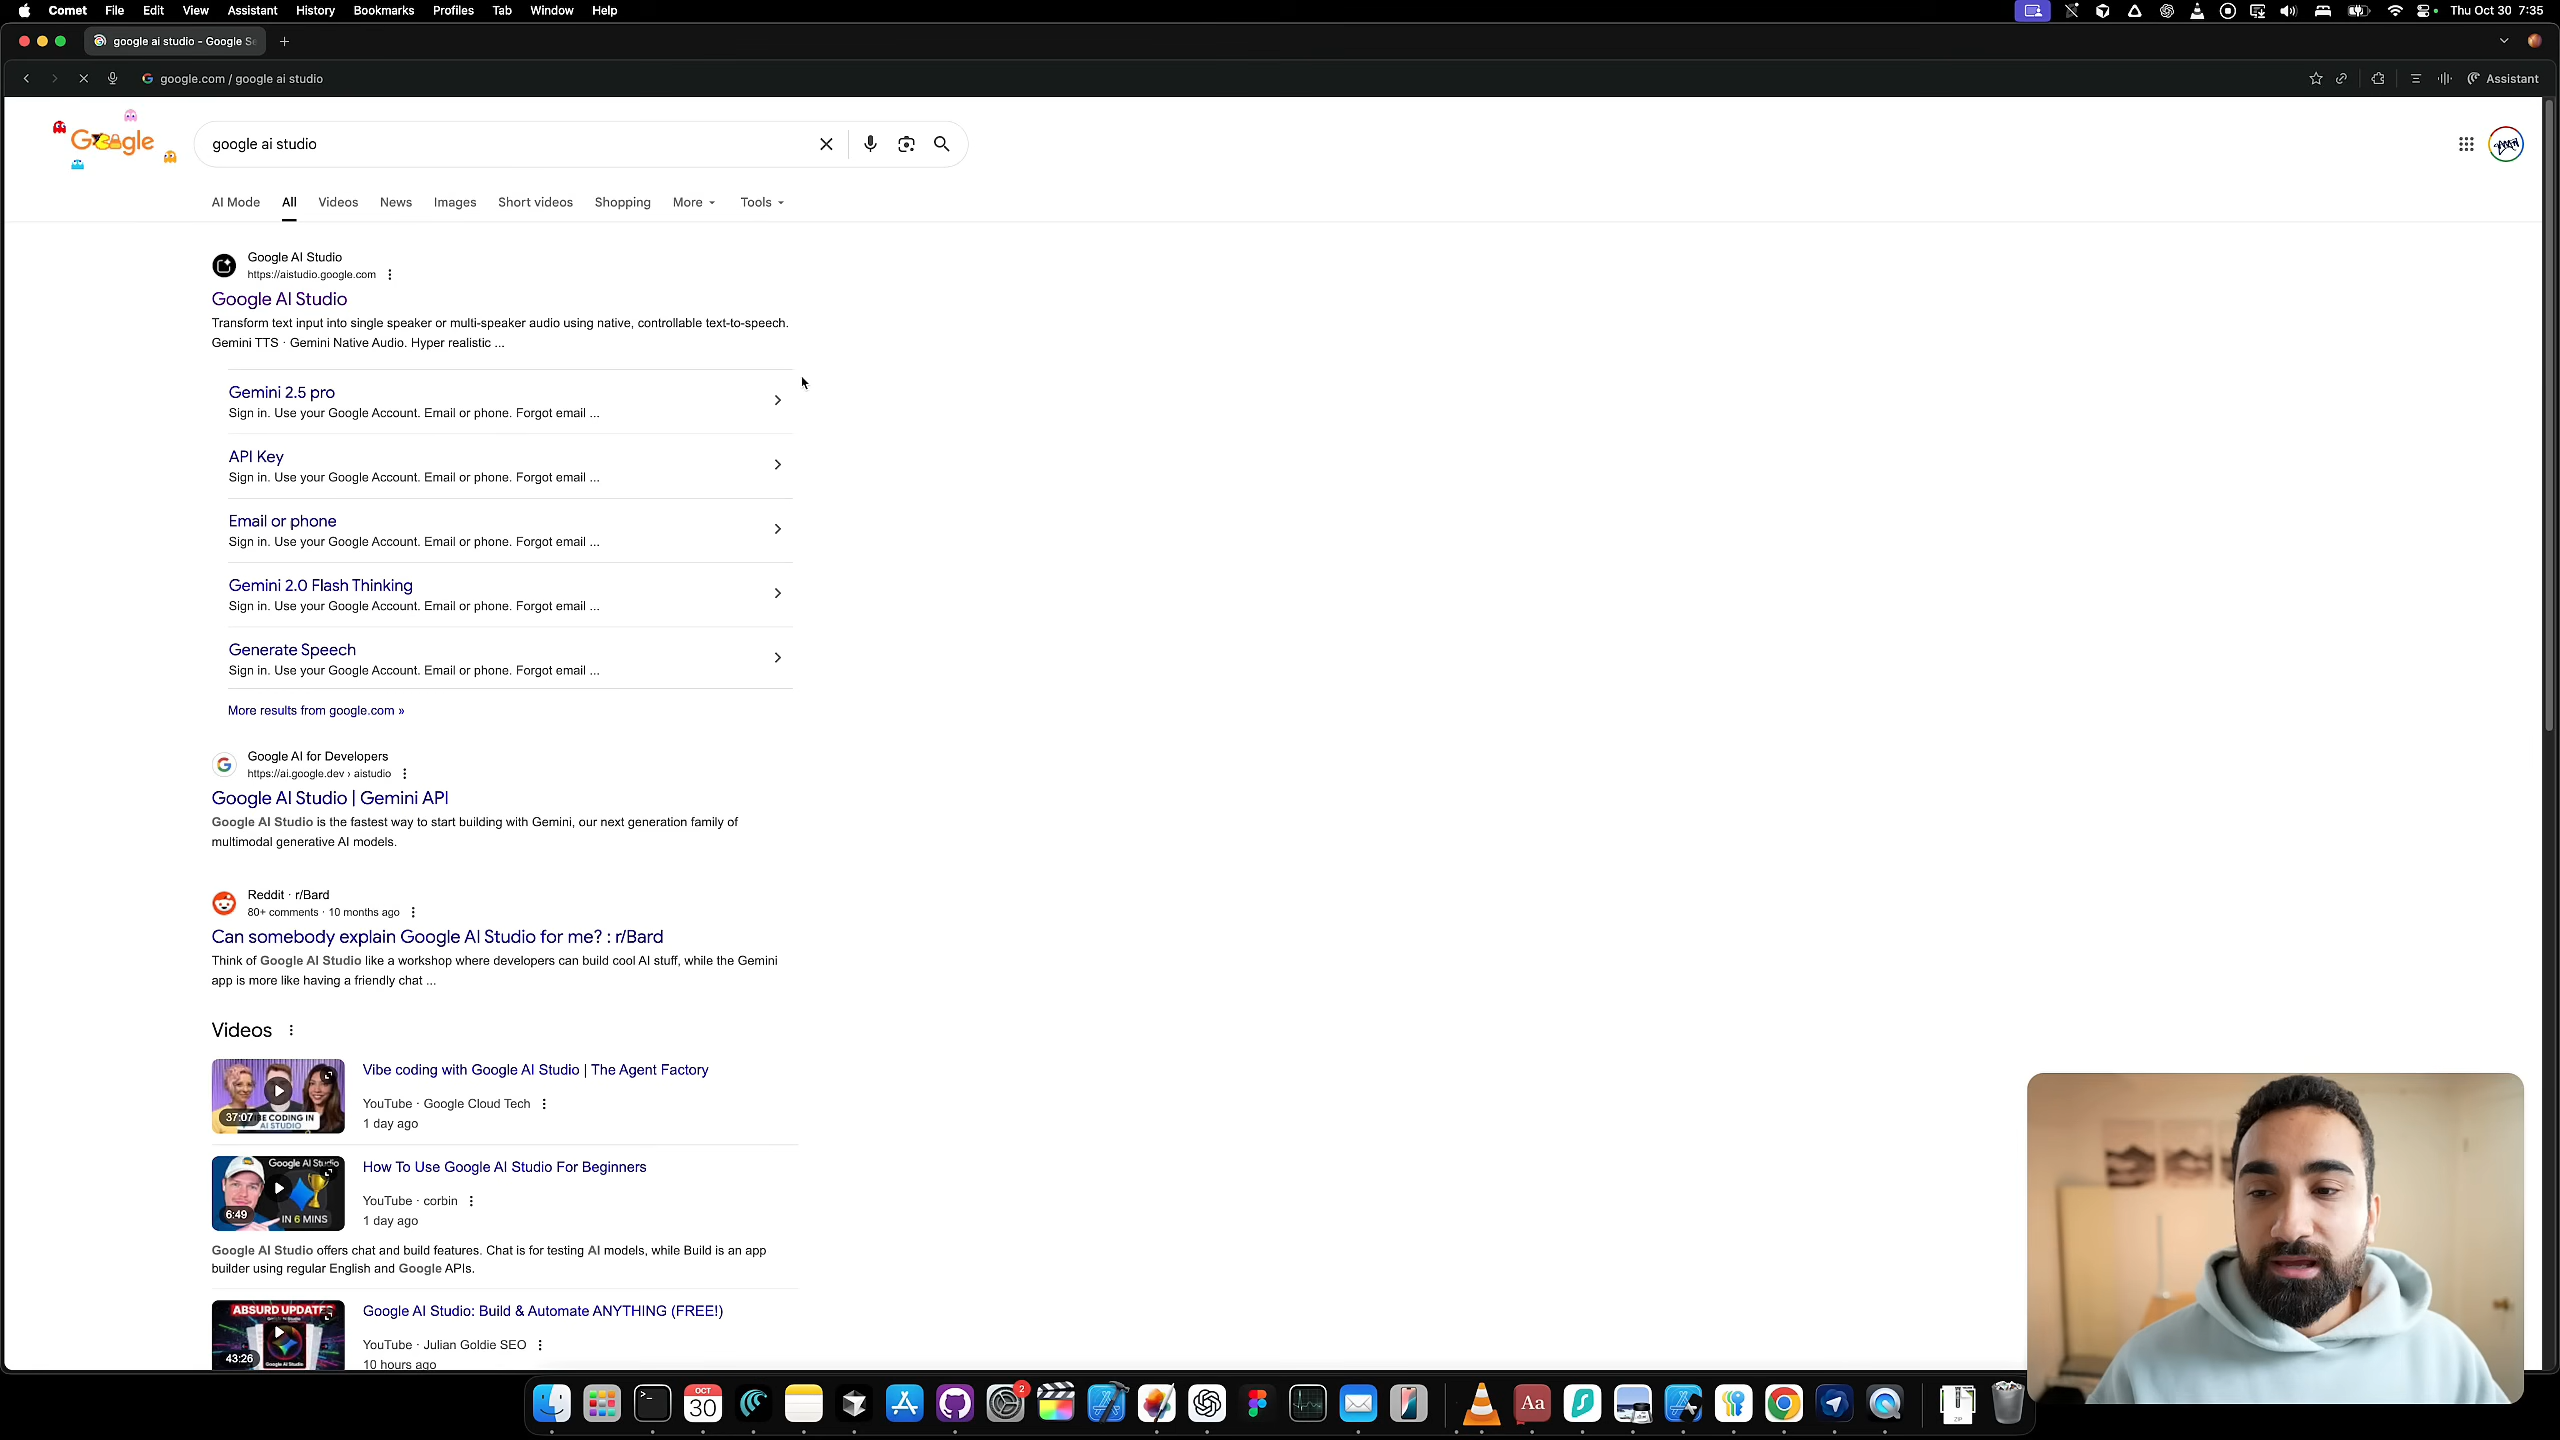 Comet File Edit View Assistant History Bookmarks Profiles Tab Window Help
2
Thu Oct 30 7:35
google ai studio - Google Se
google.com / google ai studio
Assistant
Google
google ai studio
AI Mode All Videos News Images Short videos Shopping More Tools
Google AI Studio
https://aistudio.google.com
Google AI Studio
Transform text input into single speaker or multi-speaker audio using native, controllable text-to-speech.
Gemini TTS · Gemini Native Audio. Hyper realistic ...
Gemini 2.5 pro
Sign in. Use your Google Account. Email or phone. Forgot email ...
API Key
Sign in. Use your Google Account. Email or phone. Forgot email ...
Email or phone
Sign in. Use your Google Account. Email or phone. Forgot email ...
Gemini 2.0 Flash Thinking
Sign in. Use your Google Account. Email or phone. Forgot email ...
Generate Speech
Sign in. Use your Google Account. Email or phone. Forgot email ...
More results from google.com »
Google AI for Developers
https://ai.google.dev › aistudio
Google AI Studio | Gemini API
Google AI Studio is the fastest way to start building with Gemini, our next generation family of
multimodal generative AI models.
Reddit · r/Bard
80+ comments · 10 months ago
Can somebody explain Google AI Studio for me? : r/Bard
Think of Google AI Studio like a workshop where developers can build cool AI stuff, while the Gemini
app is more like having a friendly chat ...
Videos
37:07
CODING IN
AI STUDIO
Vibe coding with Google AI Studio | The Agent Factory
YouTube · Google Cloud Tech
1 day ago
Google AI Studio
6:49
IN 6 MINS
How To Use Google AI Studio For Beginners
YouTube · corbin
1 day ago
Google AI Studio offers chat and build features. Chat is for testing AI models, while Build is an app
builder using regular English and Google APIs.
ABSURD UPDATES
Google AI Studio
43:26
Google AI Studio: Build & Automate ANYTHING (FREE!)
YouTube · Julian Goldie SEO
10 hours ago
OCT
30
Aa
ZIP